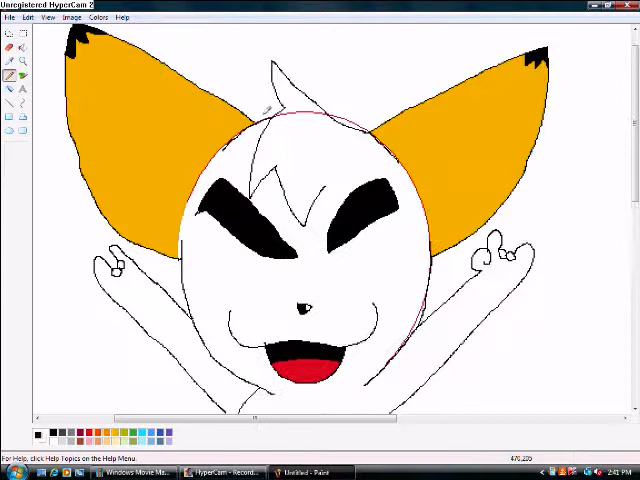 Unregistered HyperCam 2
File Edit View Image Colors Help
For Help, click Help Topics on the Help Menu.
470,205
Windows Movie Ma...
HyperCam - Record...
Untitled - Paint
2:41 PM